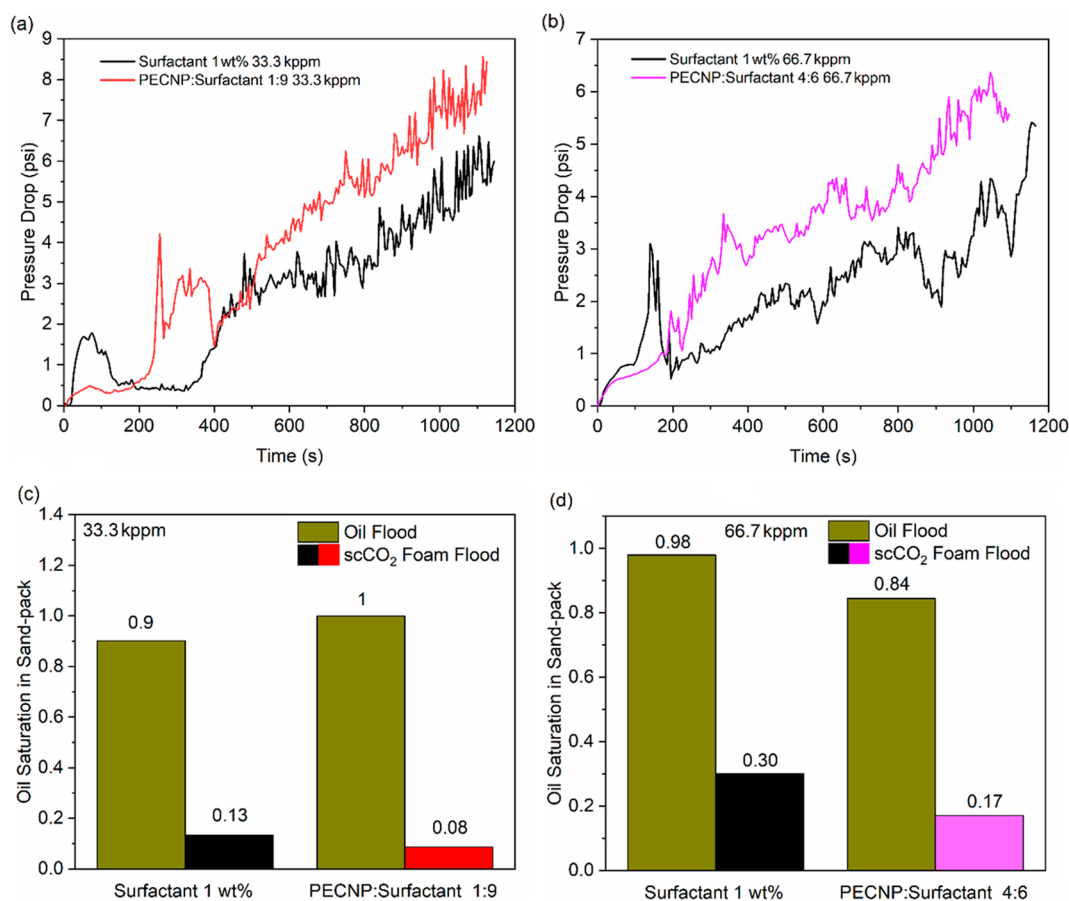 (a)
Surfactant 1 wt% 33.3 kppm
PECNP:Surfactant 1:9 33.3 kppm
Pressure Drop (psi)
9
8
7
6
5
4
3
2
1
0
0 200 400 600 800 1000 1200
Time (s)
(b)
Surfactant 1 wt% 66.7 kppm
PECNP:Surfactant 4:6 66.7 kppm
Pressure Drop (psi)
7
6
5
4
3
2
1
0
0 200 400 600 800 1000 1200
Time (s)
(c)
33.3 kppm
Oil Flood
scCO2 Foam Flood
Oil Saturation in Sand-pack
1.4
1.2
1.0
0.8
0.6
0.4
0.2
0.0
0.9
0.13
1
0.08
Surfactant 1 wt% PECNP:Surfactant 1:9
(d)
66.7 kppm
Oil Flood
scCO2 Foam Flood
Oil Saturation in Sand-pack
1.0
0.8
0.6
0.4
0.2
0.0
0.98
0.30
0.84
0.17
Surfactant 1 wt% PECNP:Surfactant 4:6